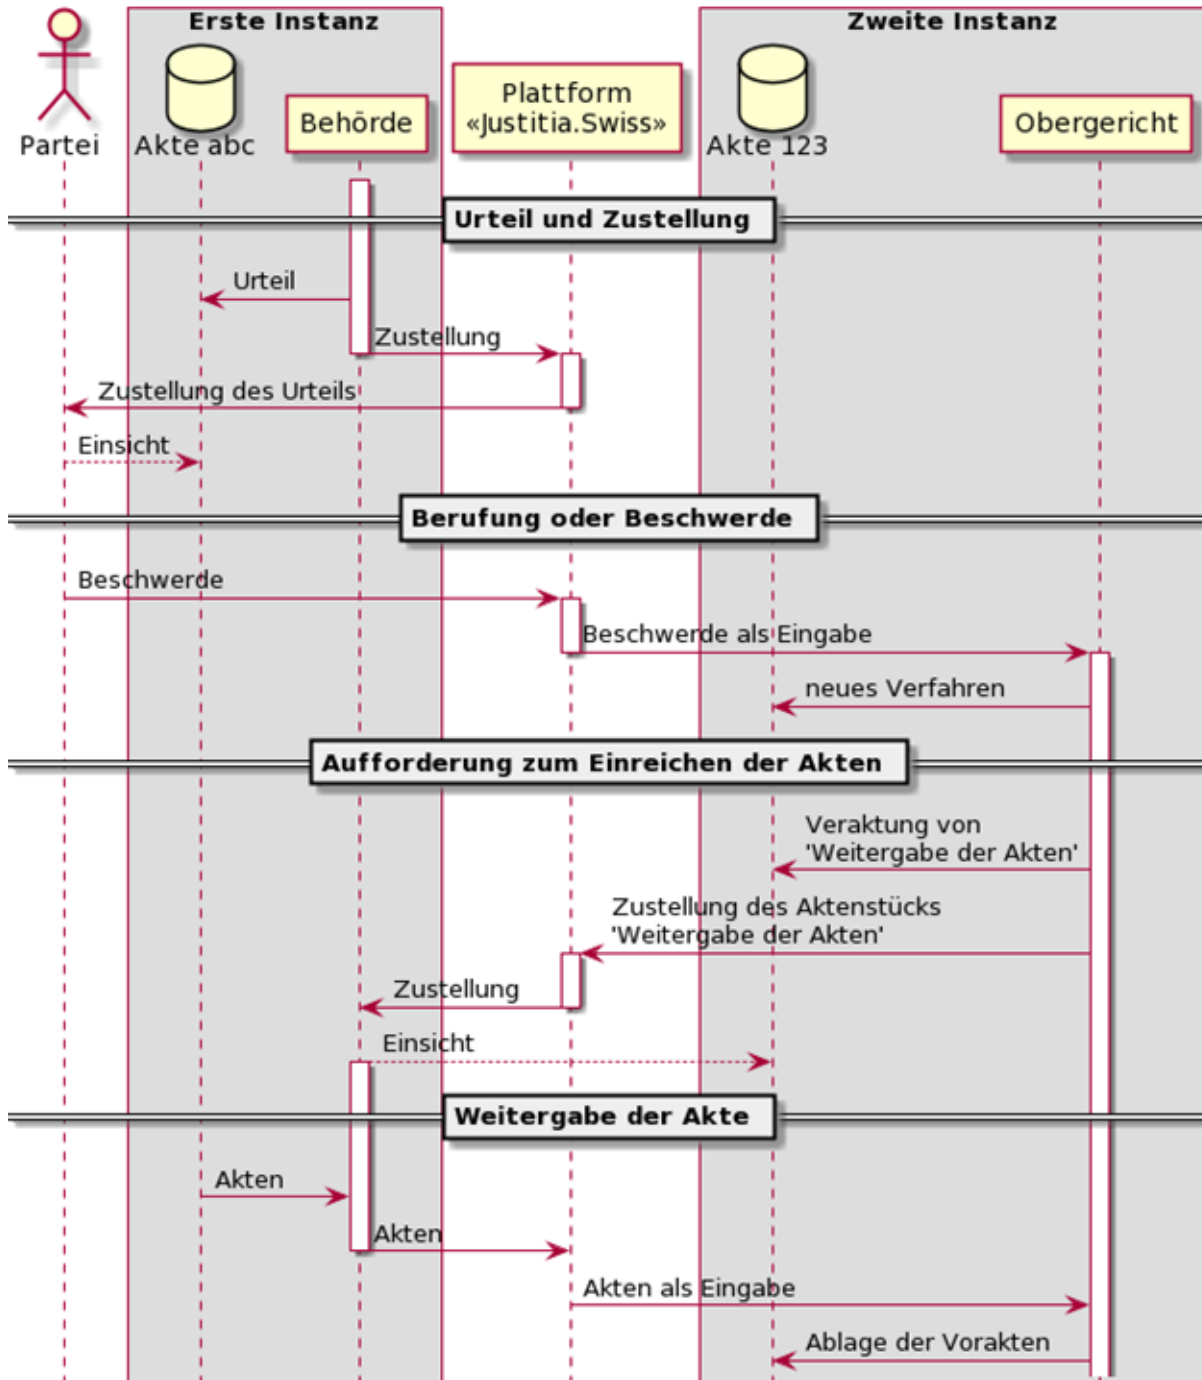 Erste Instanz
Zweite Instanz
Partei
Akte abc
Behörde
Plattform
«Justitia.Swiss»
Akte 123
Obergericht
Urteil und Zustellung
Urteil
Zustellung
Zustellung des Urteils
Einsicht
Berufung oder Beschwerde
Beschwerde
Beschwerde als Eingabe
neues Verfahren
Aufforderung zum Einreichen der Akten
Veraktung von
'Weitergabe der Akten'
Zustellung des Aktenstücks
'Weitergabe der Akten'
Zustellung
Einsicht
Weitergabe der Akte
Akten
Akten
Akten als Eingabe
Ablage der Vorakten